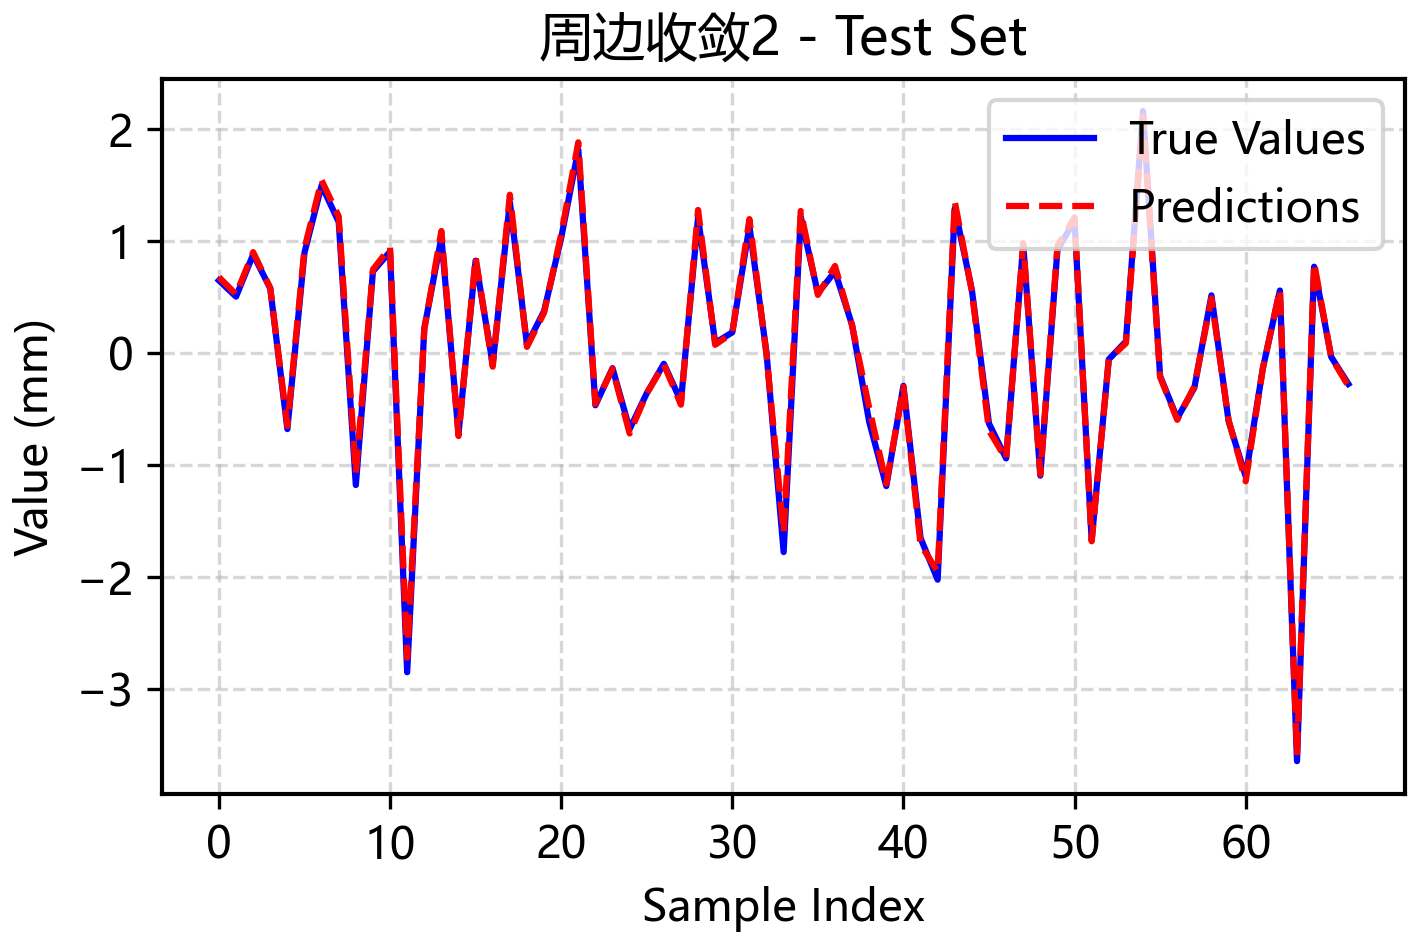 周边收敛2 - Test Set
Value (mm)
2
1
0
−1
−2
−3
True Values
Predictions
0 10 20 30 40 50 60
Sample Index